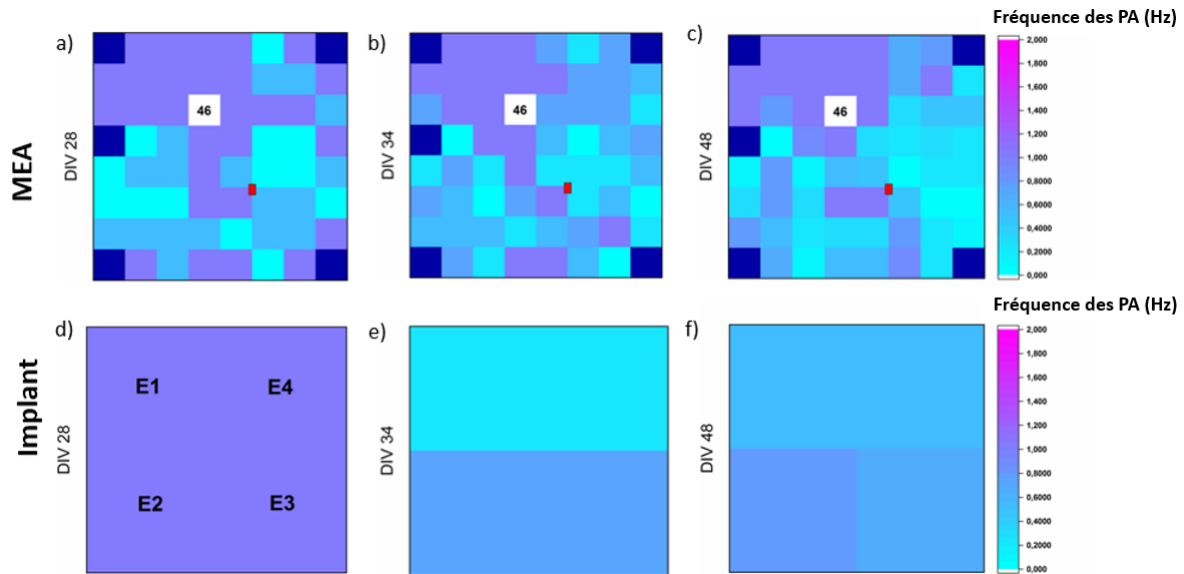 Fréquence des PA (Hz)
a)
b)
c)
MEA
DIV 28
DIV 34
DIV 48
46
46
46
2,000
1,800
1,600
1,400
1,200
1,000
0,8000
0,6000
0,4000
0,2000
0,000
Fréquence des PA (Hz)
d)
e)
f)
Implant
DIV 28
DIV 34
DIV 48
E1
E4
E2
E3
2,000
1,800
1,600
1,400
1,200
1,000
0,8000
0,6000
0,4000
0,2000
0,000